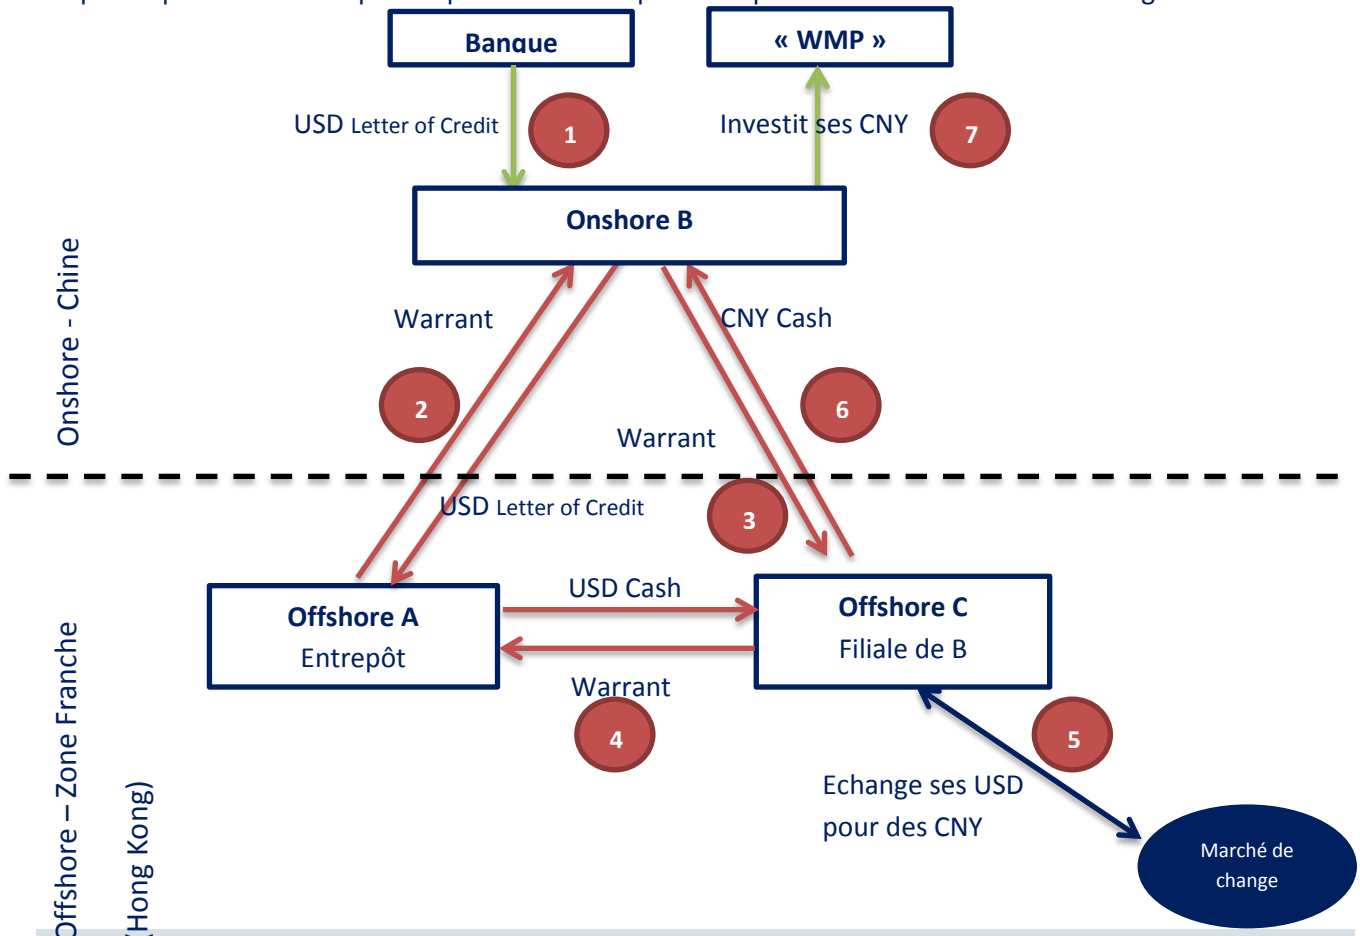 Banque
« WMP »
USD Letter of Credit
1
Investit ses CNY
7
Onshore B
Onshore - Chine
Warrant
CNY Cash
2
6
Warrant
USD Letter of Credit
3
USD Cash
Offshore A
Entrepôt
Offshore C
Filiale de B
Warrant
4
5
Echange ses USD
pour des CNY
Marché de
change
Offshore – Zone Franche
(Hong Kong)